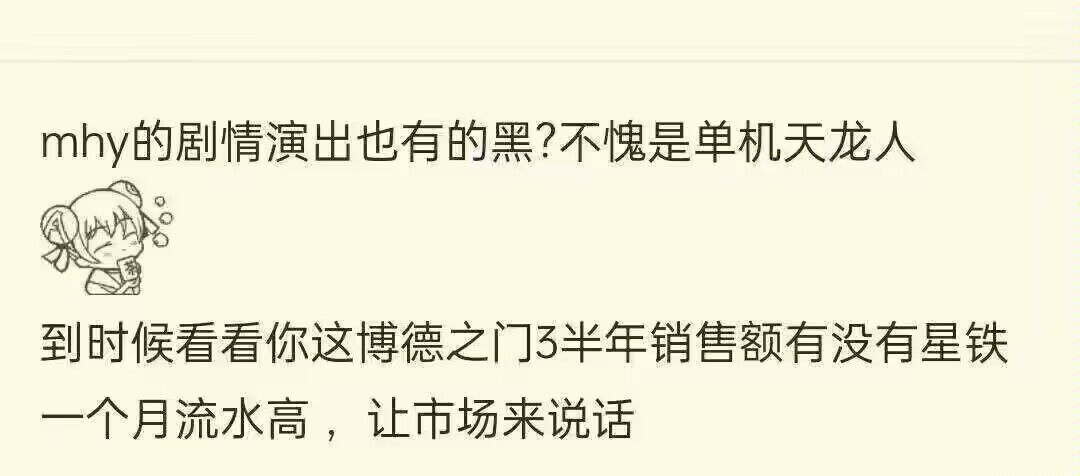 mhy的剧情演出也有的黑?不愧是单机天龙人
到时候看看你这博德之门3半年销售额有没有星铁
一个月流水高，让市场来说话